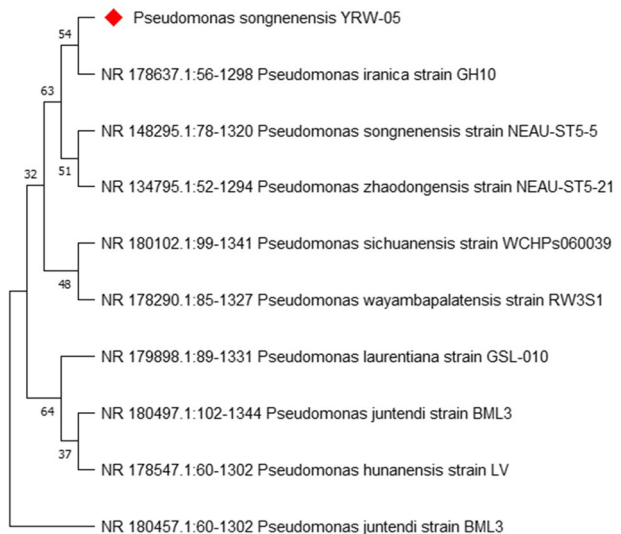 Pseudomonas songnenensis YRW-05
54
NR 178637.1:56-1298 Pseudomonas iranica strain GH10
63
NR 148295.1:78-1320 Pseudomonas songnenensis strain NEAU-ST5-5
51
NR 134795.1:52-1294 Pseudomonas zhaodongensis strain NEAU-ST5-21
32
NR 180102.1:99-1341 Pseudomonas sichuanensis strain WCHPs060039
48
NR 178290.1:85-1327 Pseudomonas wayambapalatensis strain RW3S1
NR 179898.1:89-1331 Pseudomonas laurentiana strain GSL-010
64
NR 180497.1:102-1344 Pseudomonas juntendi strain BML3
37
NR 178547.1:60-1302 Pseudomonas hunanensis strain LV
NR 180457.1:60-1302 Pseudomonas juntendi strain BML3